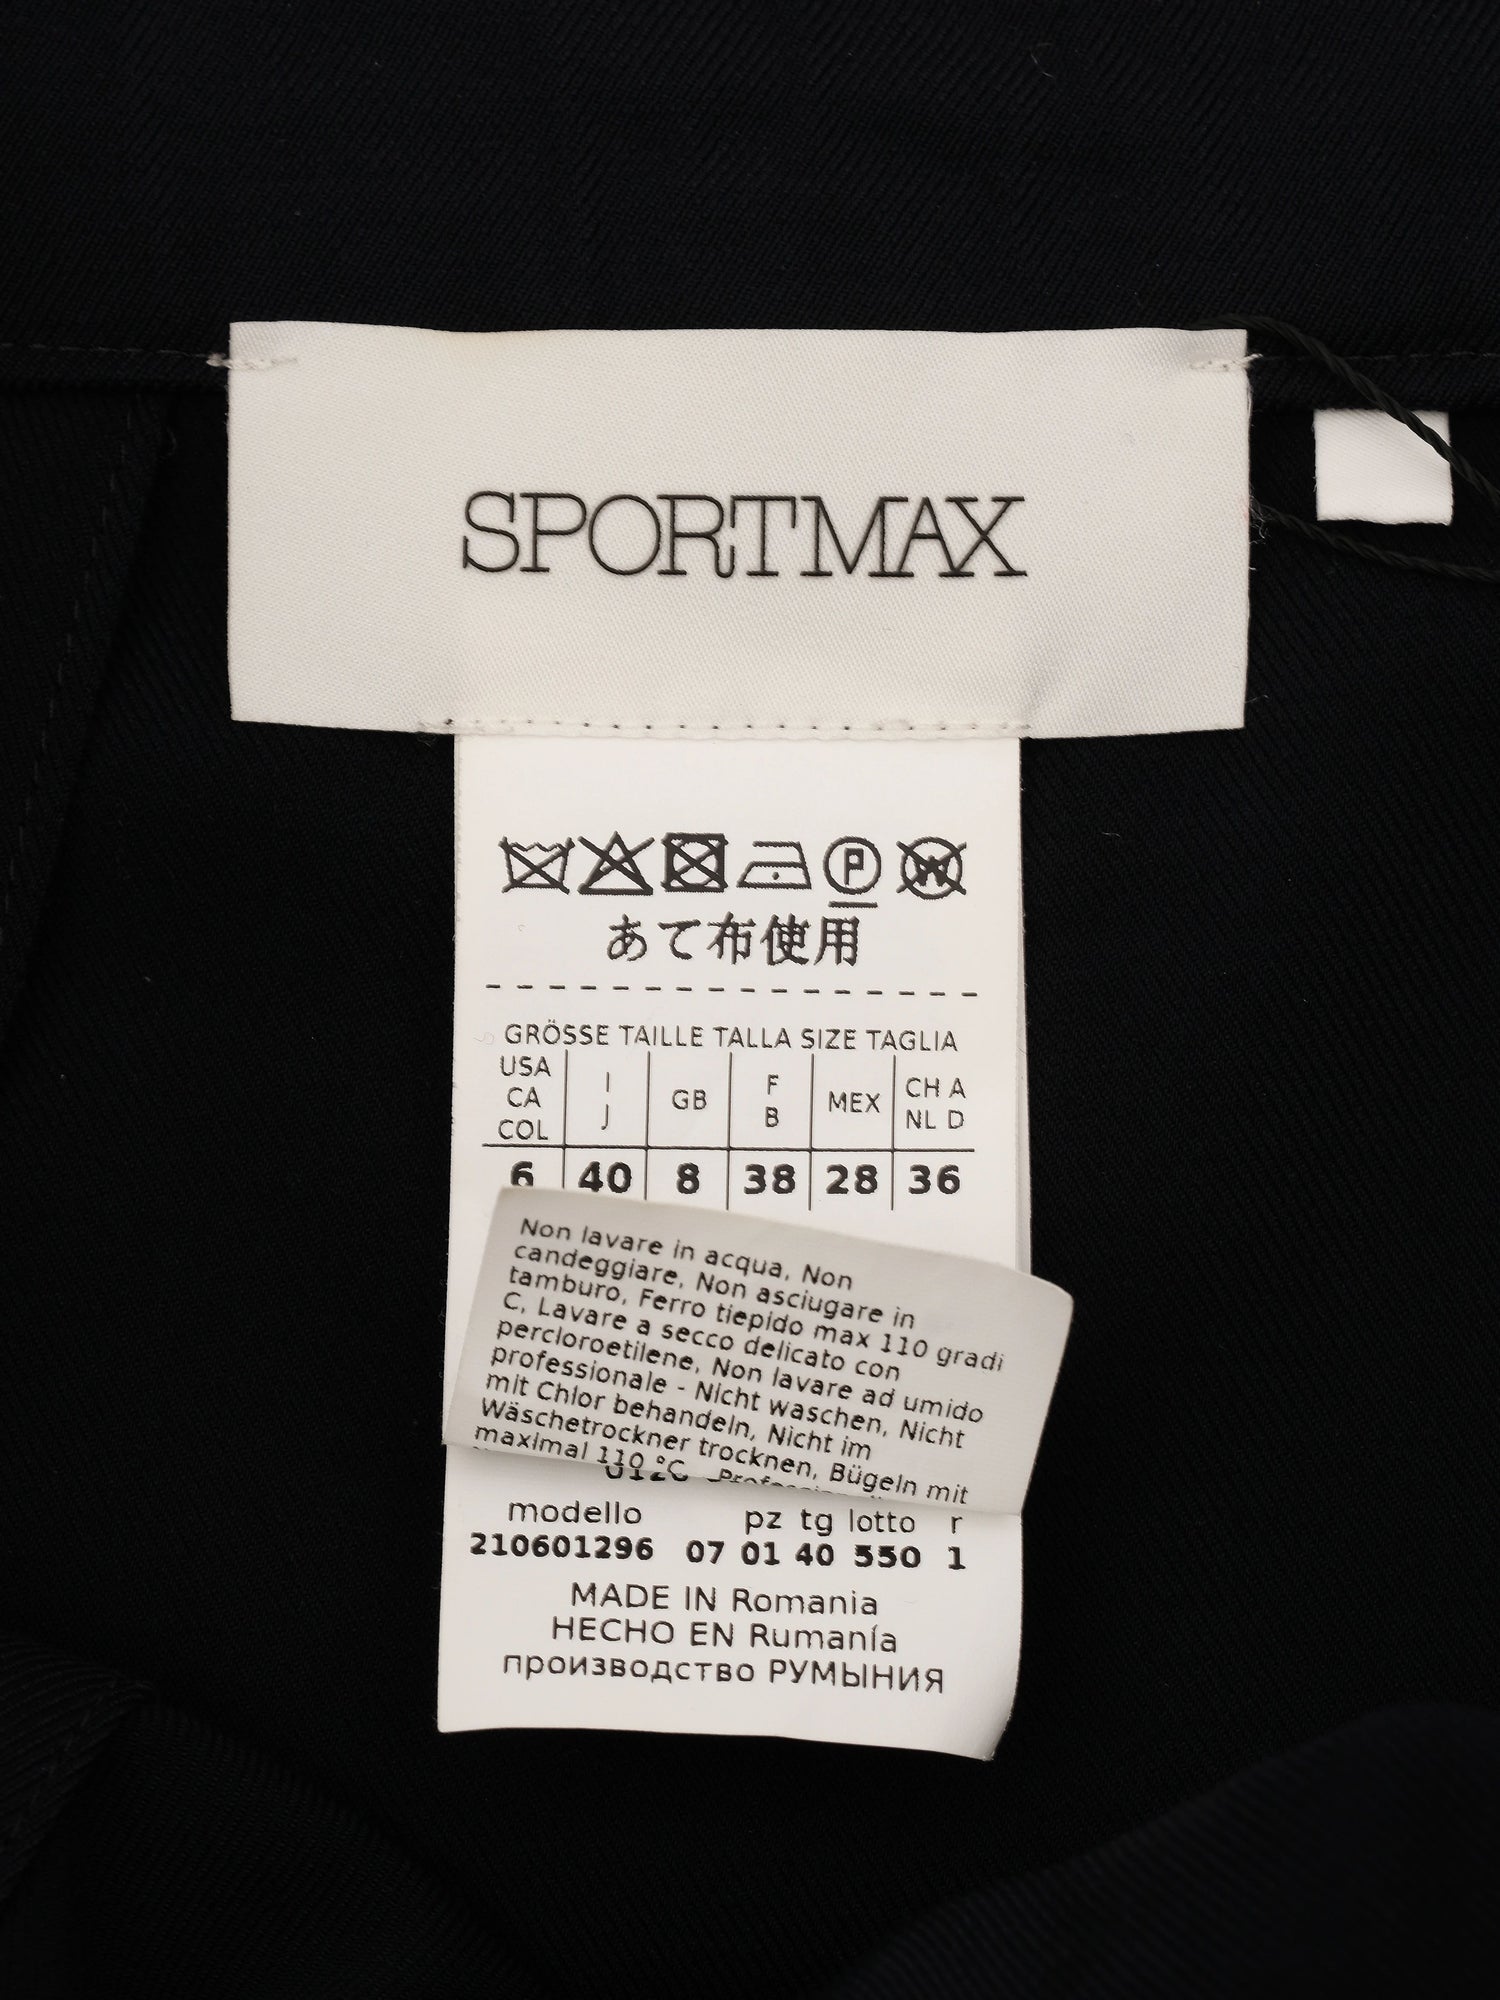 SPORTMAX
P W
あて布使用
GRÖSSE TAILLE TALLA SIZE TAGLIA
USA CA COL I J GB F B MEX CH A NL D
6 40 8 38 28 36
Non lavare in acqua, Non
candeggiare, Non asciugare in
tamburo, Ferro tiepido max 110 gradi
C, Lavare a secco delicato con
percloroetilene, Non lavare ad umido
professionale - Nicht waschen, Nicht
mit Chlor behandeln, Nicht im
Wäschetrockner trocknen, Bügeln mit
maximal 110 °C
modello pz tg lotto r
210601296 07 01 40 550 1
MADE IN Romania
HECHO EN Rumanía
производство РУМЫНИЯ